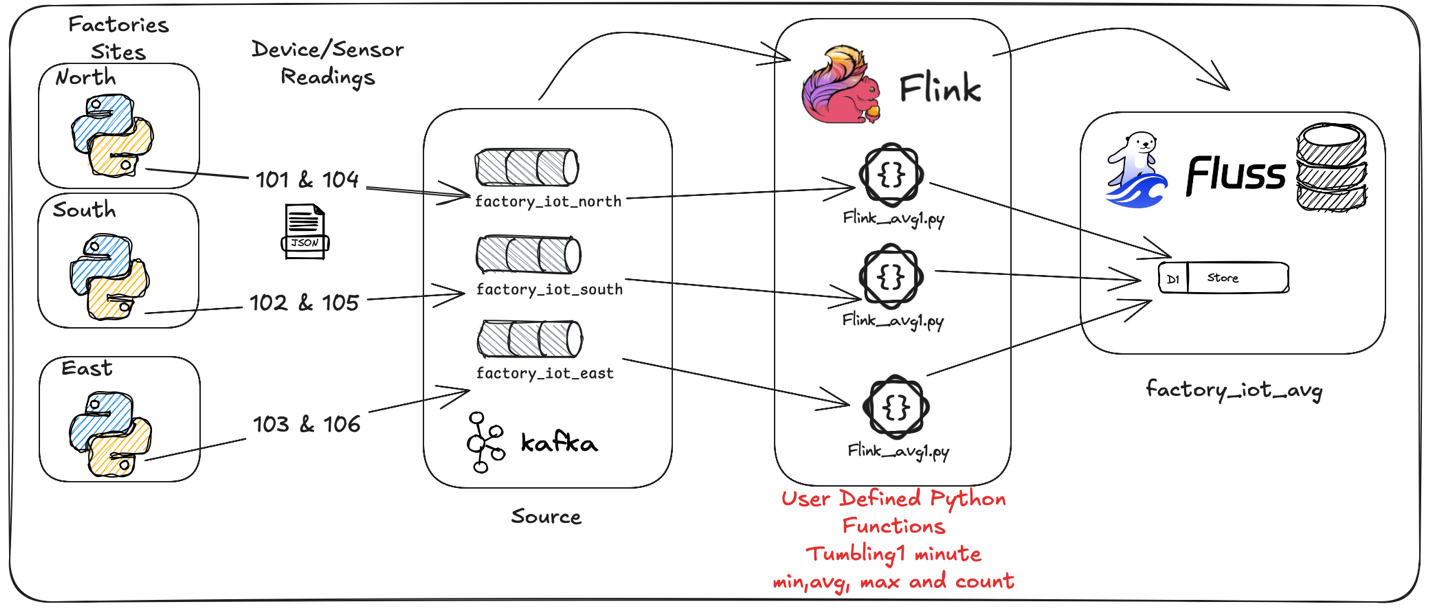 Factories
Sites
North
Device/Sensor
Readings
101 & 104
JSON
South
102 & 105
East
103 & 106
factory_iot_north
factory_iot_south
factory_iot_east
kafka
Source
Flink
{}
Flink_avg1.py
{}
Flink_avg1.py
{}
Flink_avg1.py
User Defined Python
Functions
Tumbling1 minute
min,avg, max and count
Fluss
D1 Store
factory_iot_avg